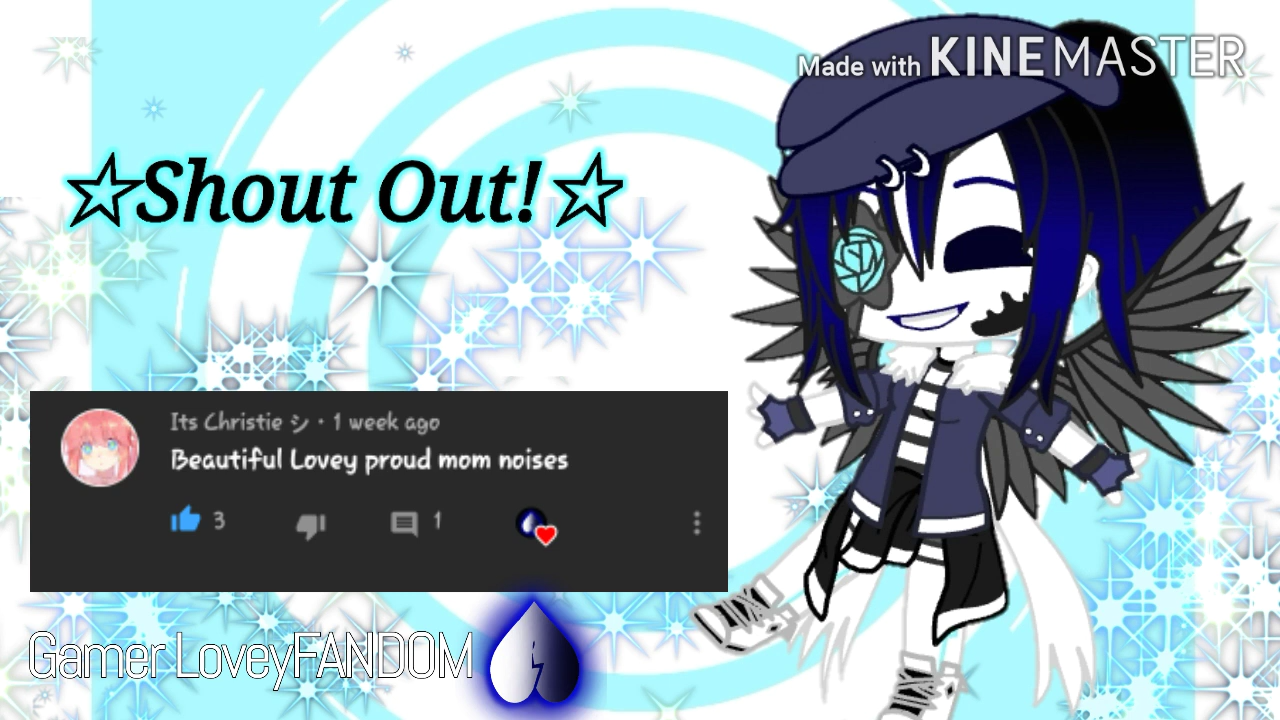 Made with KINEMASTER
☆Shout Out!☆
Its Christie シ · 1 week ago
Beautiful Lovey proud mom noises
3
1
Gamer LoveyFANDOM